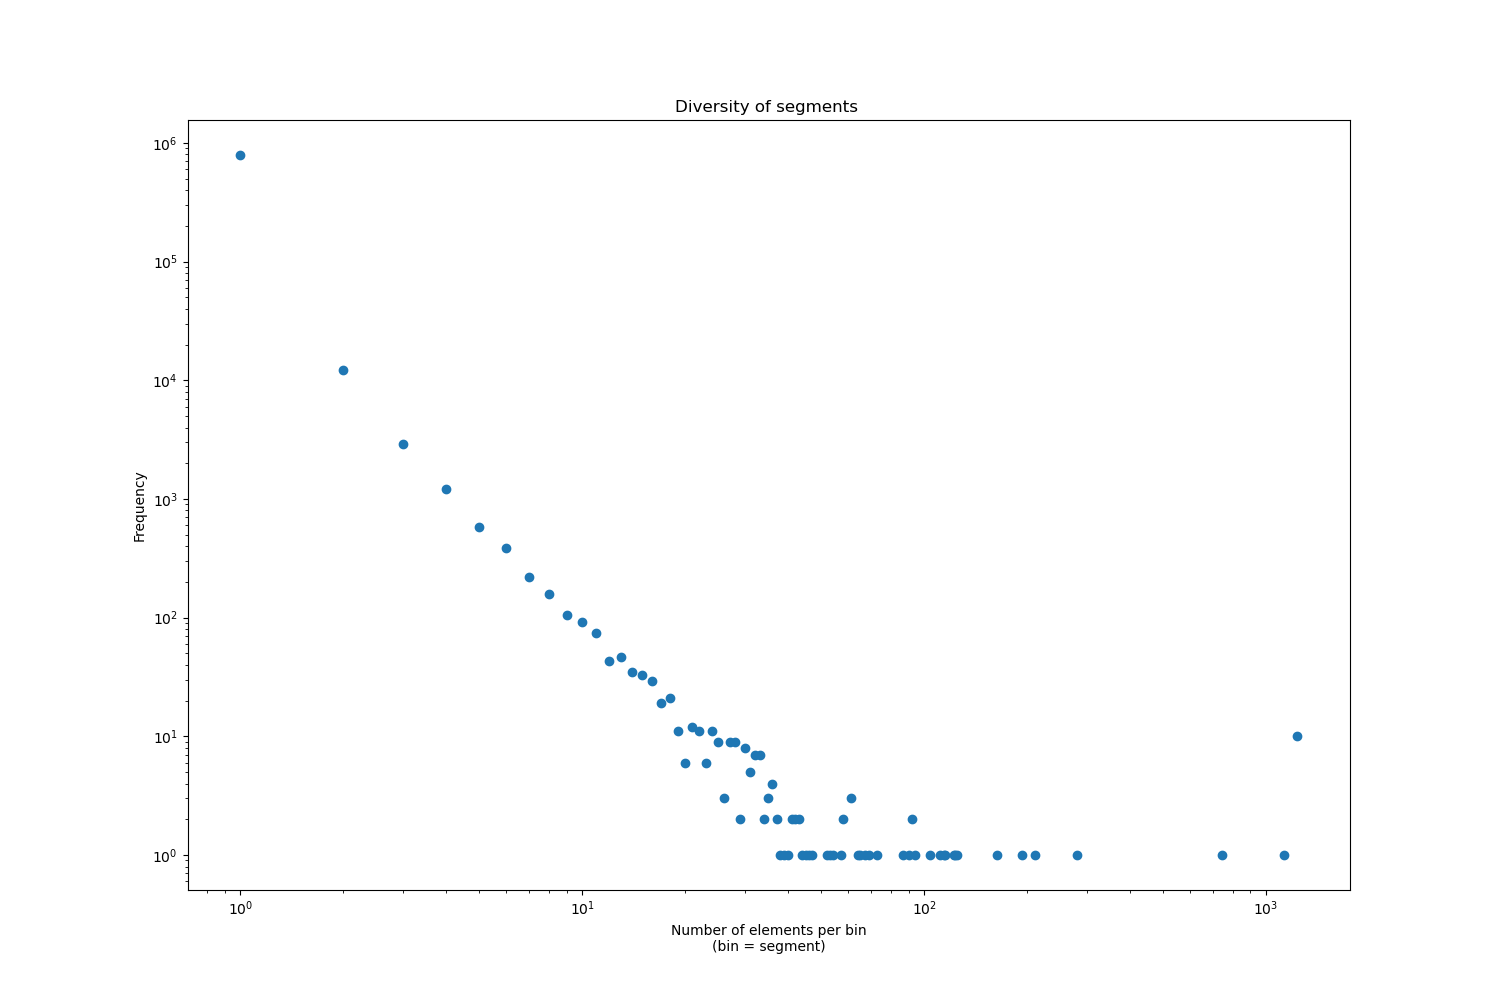 Diversity of segments
10⁶
10⁵
10⁴
10³
10²
10¹
10⁰
Frequency
10⁰ 10¹ 10² 10³
Number of elements per bin
(bin = segment)